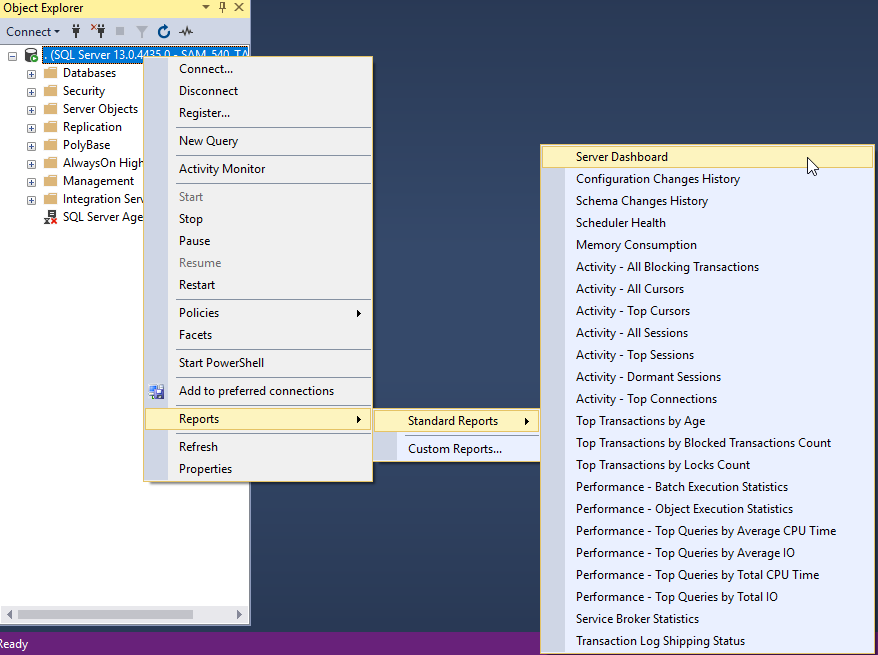 Object Explorer
Connect
. (SQL Server 13.0.4435.0 - SAM_540_TA
Databases
Security
Server Objects
Replication
PolyBase
AlwaysOn High
Management
Integration Serv
SQL Server Age
Connect...
Disconnect
Register...
New Query
Activity Monitor
Start
Stop
Pause
Resume
Restart
Policies
Facets
Start PowerShell
Add to preferred connections
Reports
Refresh
Properties
Standard Reports
Custom Reports...
Server Dashboard
Configuration Changes History
Schema Changes History
Scheduler Health
Memory Consumption
Activity - All Blocking Transactions
Activity - All Cursors
Activity - Top Cursors
Activity - All Sessions
Activity - Top Sessions
Activity - Dormant Sessions
Activity - Top Connections
Top Transactions by Age
Top Transactions by Blocked Transactions Count
Top Transactions by Locks Count
Performance - Batch Execution Statistics
Performance - Object Execution Statistics
Performance - Top Queries by Average CPU Time
Performance - Top Queries by Average IO
Performance - Top Queries by Total CPU Time
Performance - Top Queries by Total IO
Service Broker Statistics
Transaction Log Shipping Status
Ready